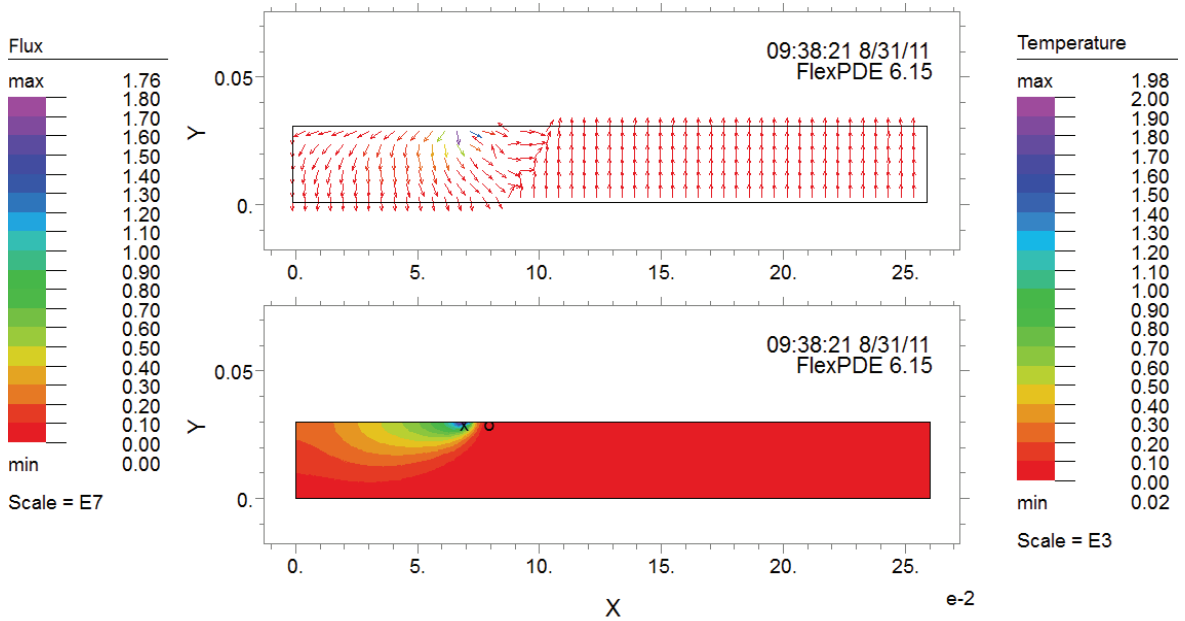 Flux
max 1.76
1.80
1.70
1.60
1.50
1.30
1.20
1.10
1.00
0.90
0.80
0.70
0.60
0.50
0.40
0.30
0.20
0.10
0.00
min 0.00
Scale = E7
09:38:21 8/31/11
FlexPDE 6.15
0.05
Y
0.
0. 5. 10. 15. 20. 25.
09:38:21 8/31/11
FlexPDE 6.15
0.05
Y
0.
0. 5. 10. 15. 20. 25.
X
e-2
x o
Temperature
max 1.98
2.00
1.90
1.80
1.70
1.60
1.50
1.40
1.30
1.20
1.10
1.00
0.90
0.80
0.70
0.60
0.50
0.40
0.30
0.20
0.10
0.00
min 0.02
Scale = E3